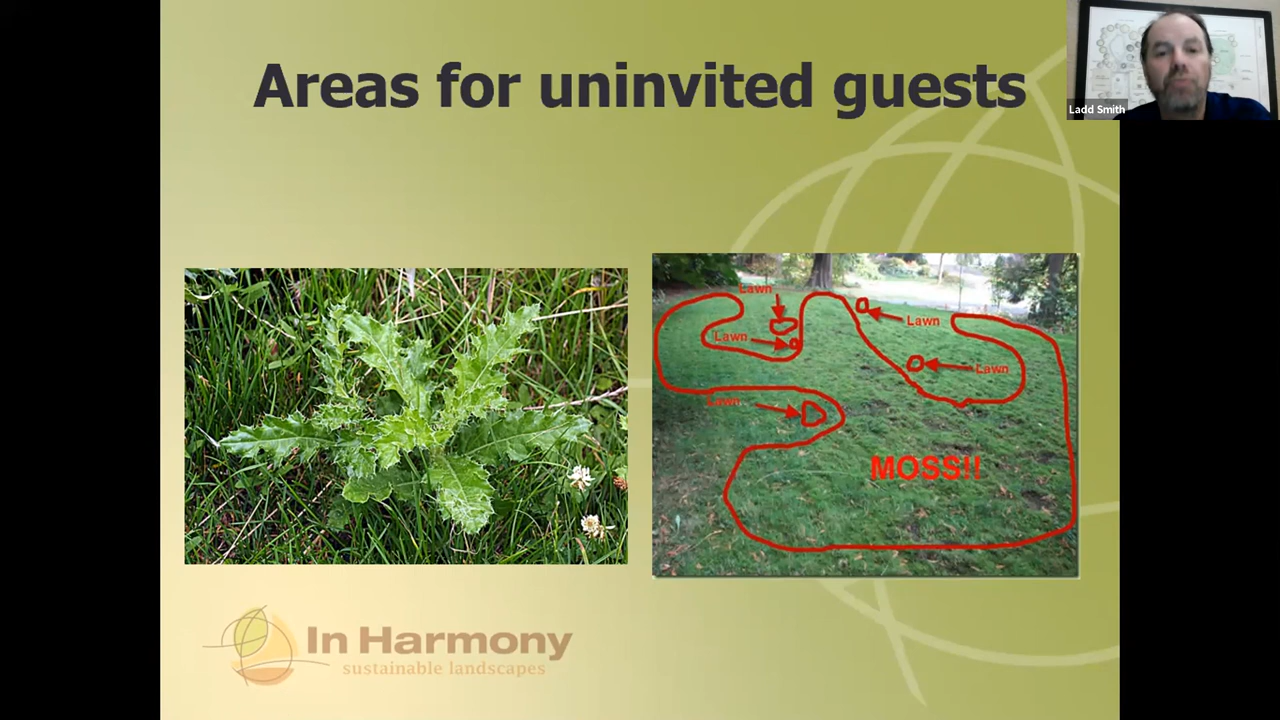 Areas for uninvited guests
Ladd Smith
Lawn
Lawn
Lawn
Lawn
Lawn
MOSS!!
In Harmony
sustainable landscapes